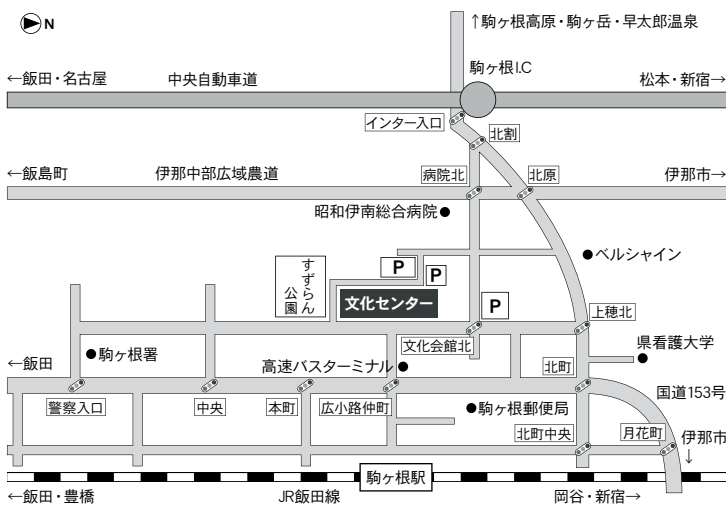 N
↑駒ヶ根高原・駒ヶ岳・早太郎温泉
駒ヶ根I.C
←飯田・名古屋
中央自動車道
松本・新宿→
インター入口
北割
←飯島町
伊那中部広域農道
病院北
北原
伊那市→
昭和伊南総合病院
ベルシャイン
すずらん
公園
P
P
文化センター
P
上穂北
文化会館北
県看護大学
駒ヶ根署
←飯田
高速バスターミナル
北町
国道153号
警察入口
中央
本町
広小路仲町
駒ヶ根郵便局
北町中央
月花町
伊那市
↓
駒ヶ根駅
←飯田・豊橋
JR飯田線
岡谷・新宿→